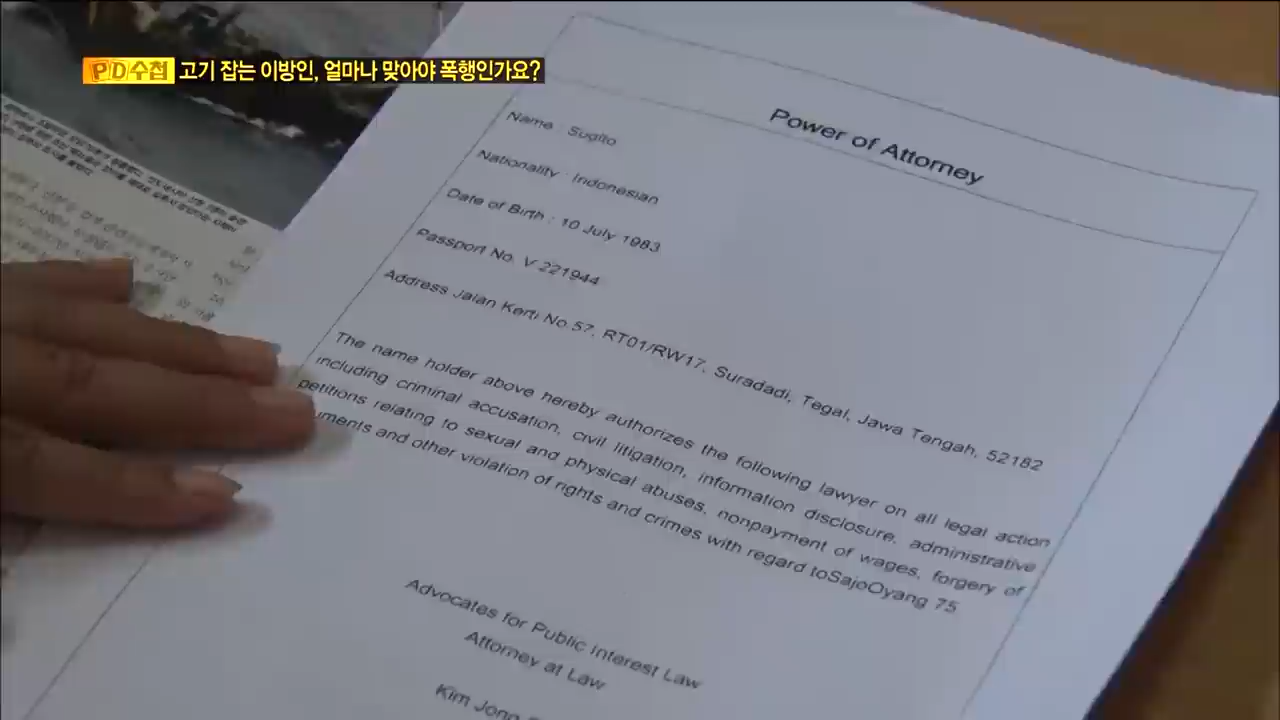 PD수첩 고기 잡는 이방인, 얼마나 맞아야 폭행인가요?
Power of Attorney
Name : Sugito
Nationality : Indonesian
Date of Birth : 10 July 1983
Passport No. V 221944
Address Jalan Kerti No.57, RT01/RW17, Suradadi, Tegal, Jawa Tengah, 52182
The name holder above hereby authorizes the following lawyer on all legal action
including criminal accusation, civil litigation, information disclosure, administrative
petitions relating to sexual and physical abuses, nonpayment of wages, forgery of
uments and other violation of rights and crimes with regard toSajoOyang 75
Advocates for Public Interest Law
Attorney at Law
Kim Jong